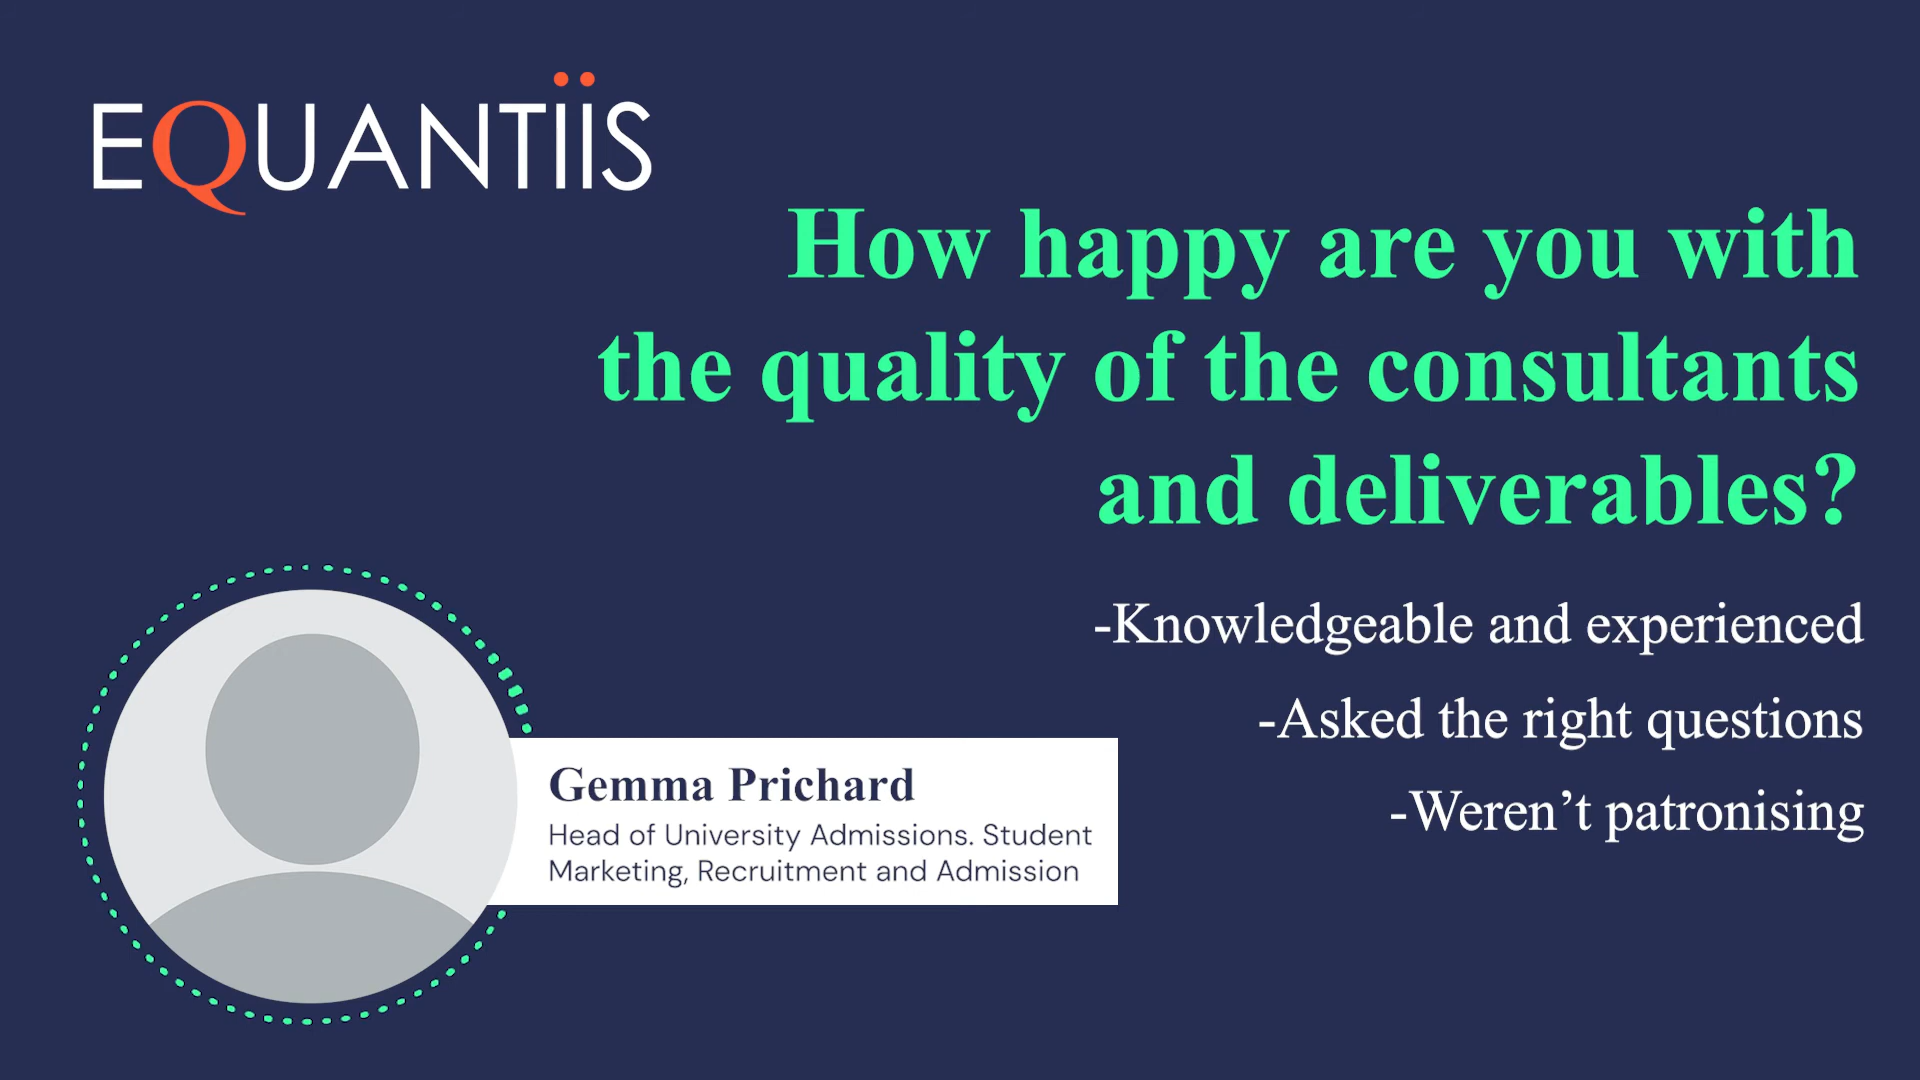 EQUANTIIS
How happy are you with
the quality of the consultants
and deliverables?
-Knowledgeable and experienced
-Asked the right questions
-Weren’t patronising
Gemma Prichard
Head of University Admissions. Student
Marketing, Recruitment and Admission